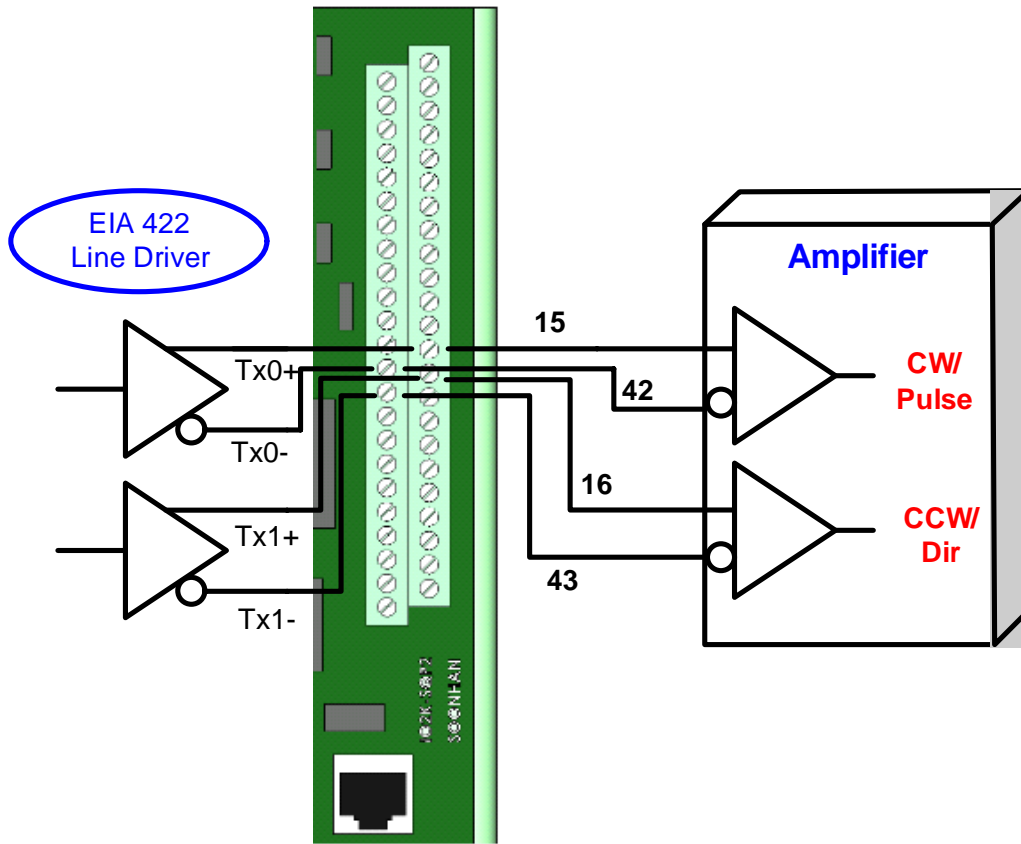 EIA 422
Line Driver
Tx0+
Tx0-
Tx1+
Tx1-
15
42
16
43
Amplifier
CW/
Pulse
CCW/
Dir